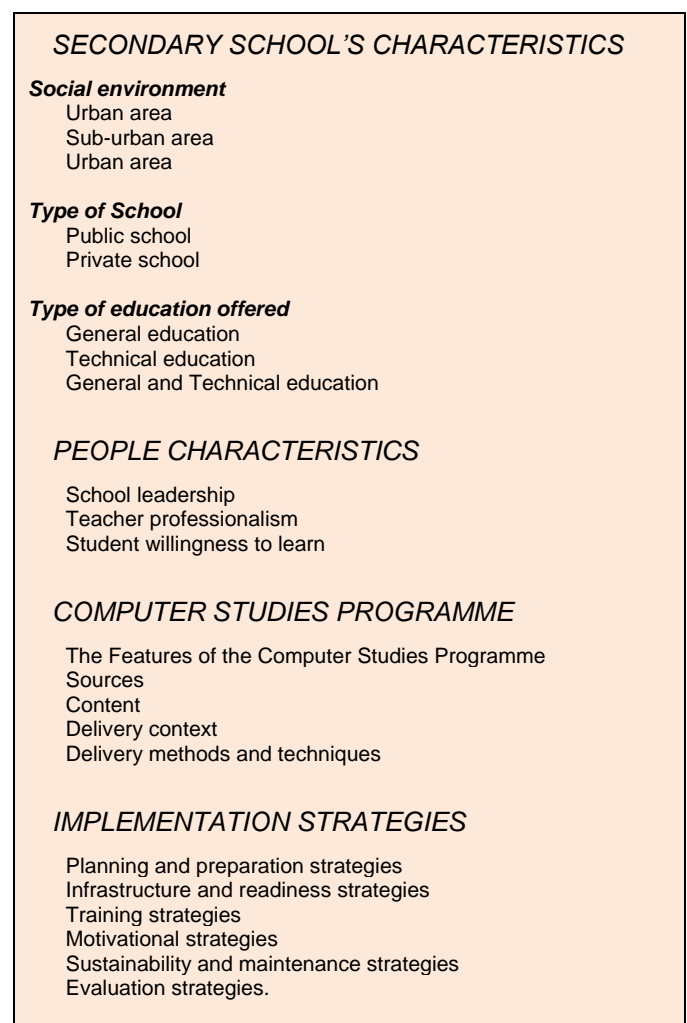 SECONDARY SCHOOL’S CHARACTERISTICS
Social environment
Urban area
Sub-urban area
Urban area
Type of School
Public school
Private school
Type of education offered
General education
Technical education
General and Technical education
PEOPLE CHARACTERISTICS
School leadership
Teacher professionalism
Student willingness to learn
COMPUTER STUDIES PROGRAMME
The Features of the Computer Studies Programme
Sources
Content
Delivery context
Delivery methods and techniques
IMPLEMENTATION STRATEGIES
Planning and preparation strategies
Infrastructure and readiness strategies
Training strategies
Motivational strategies
Sustainability and maintenance strategies
Evaluation strategies.